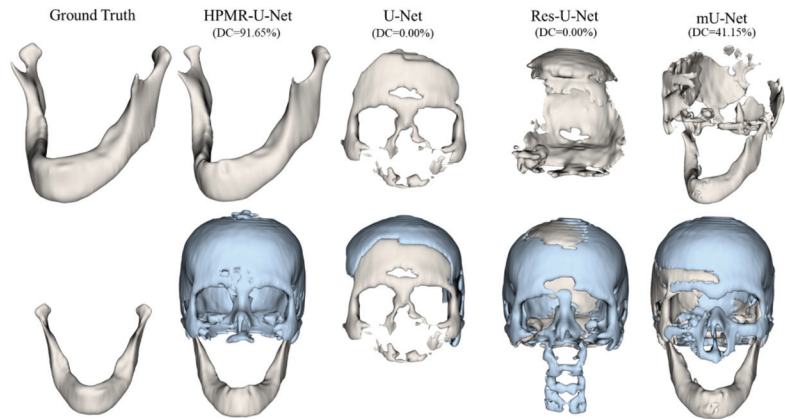 Ground Truth
HPMR-U-Net
(DC=91.65%)
U-Net
(DC=0.00%)
Res-U-Net
(DC=0.00%)
mU-Net
(DC=41.15%)